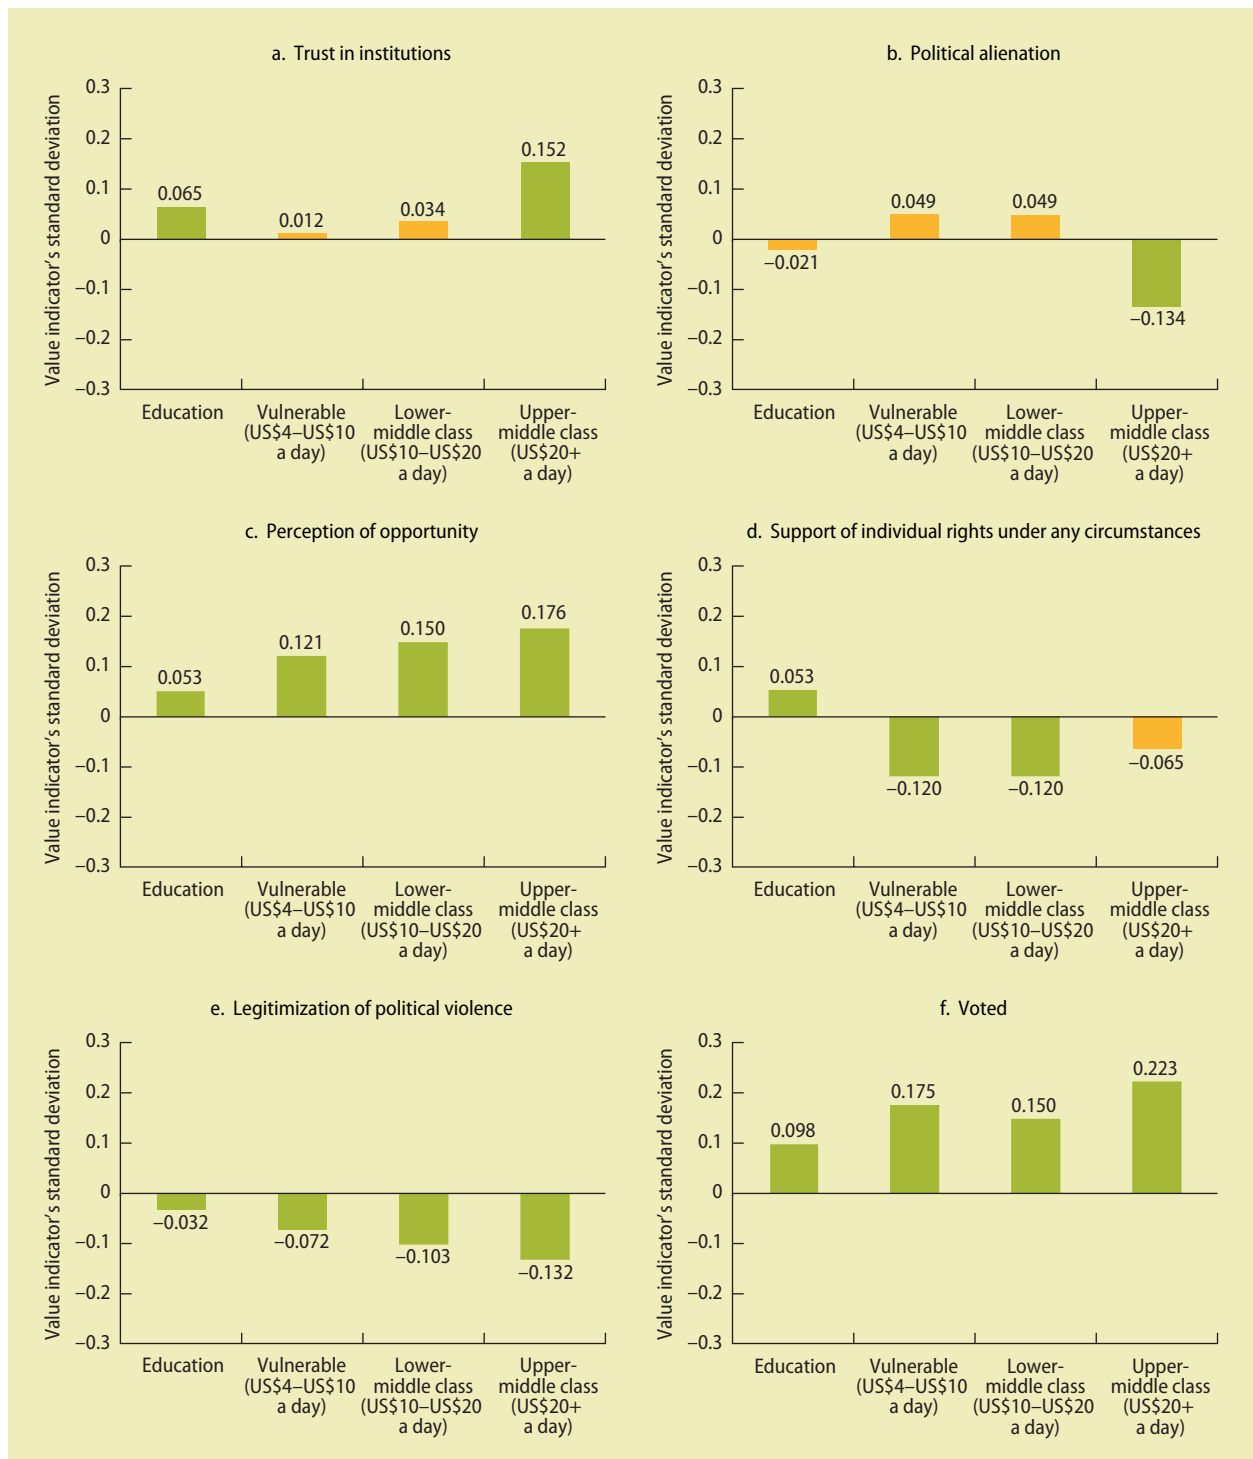 a. Trust in institutions
Value indicator's standard deviation
0.3
0.2
0.1
0
−0.1
−0.2
−0.3
0.065
0.012
0.034
0.152
Education
Vulnerable
(US$4–US$10
a day)
Lower-
middle class
(US$10–US$20
a day)
Upper-
middle class
(US$20+
a day)
b. Political alienation
Value indicator's standard deviation
0.3
0.2
0.1
0
−0.1
−0.2
−0.3
−0.021
0.049
0.049
−0.134
Education
Vulnerable
(US$4–US$10
a day)
Lower-
middle class
(US$10–US$20
a day)
Upper-
middle class
(US$20+
a day)
c. Perception of opportunity
Value indicator's standard deviation
0.3
0.2
0.1
0
−0.1
−0.2
−0.3
0.053
0.121
0.150
0.176
Education
Vulnerable
(US$4–US$10
a day)
Lower-
middle class
(US$10–US$20
a day)
Upper-
middle class
(US$20+
a day)
d. Support of individual rights under any circumstances
Value indicator's standard deviation
0.3
0.2
0.1
0
−0.1
−0.2
−0.3
0.053
−0.120
−0.120
−0.065
Education
Vulnerable
(US$4–US$10
a day)
Lower-
middle class
(US$10–US$20
a day)
Upper-
middle class
(US$20+
a day)
e. Legitimization of political violence
Value indicator's standard deviation
0.3
0.2
0.1
0
−0.1
−0.2
−0.3
−0.032
−0.072
−0.103
−0.132
Education
Vulnerable
(US$4–US$10
a day)
Lower-
middle class
(US$10–US$20
a day)
Upper-
middle class
(US$20+
a day)
f. Voted
Value indicator's standard deviation
0.3
0.2
0.1
0
−0.1
−0.2
−0.3
0.098
0.175
0.150
0.223
Education
Vulnerable
(US$4–US$10
a day)
Lower-
middle class
(US$10–US$20
a day)
Upper-
middle class
(US$20+
a day)